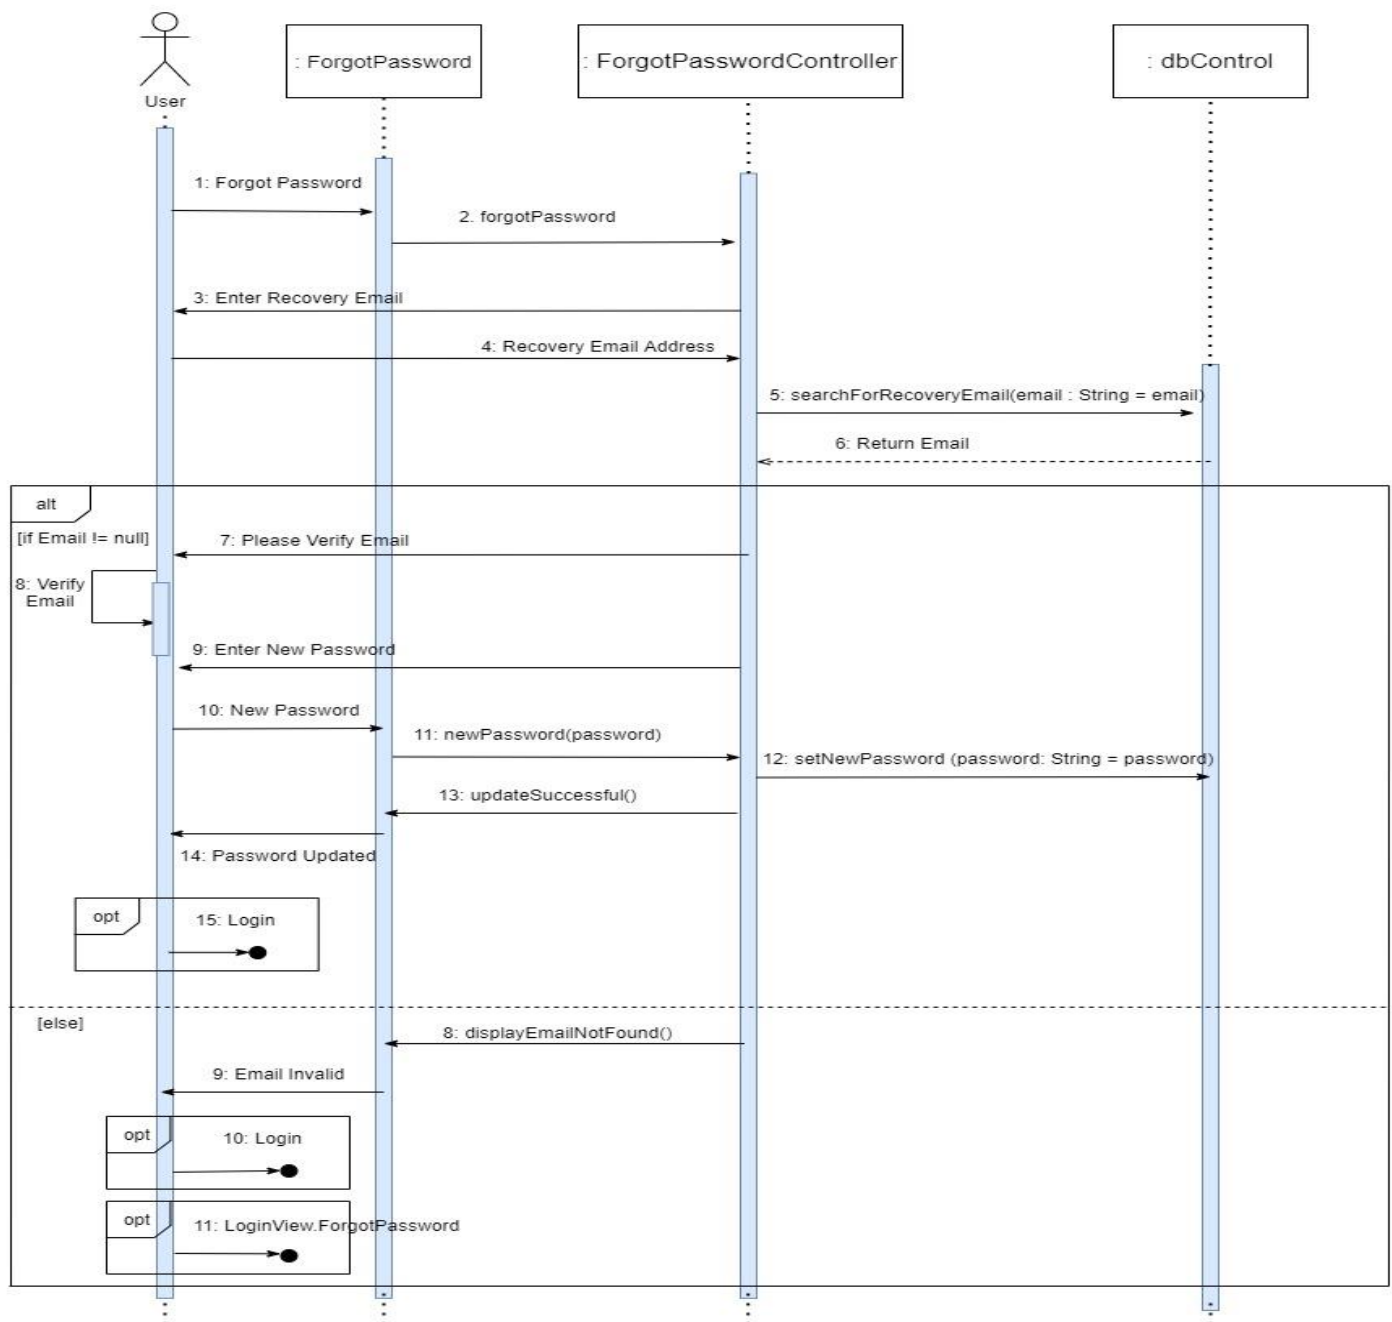 User
: ForgotPassword
: ForgotPasswordController
: dbControl
1: Forgot Password
2. forgotPassword
3: Enter Recovery Email
4: Recovery Email Address
5: searchForRecoveryEmail(email : String = email)
6: Return Email
alt
[if Email != null]
7: Please Verify Email
8: Verify
Email
9: Enter New Password
10: New Password
11: newPassword(password)
12: setNewPassword (password: String = password)
13: updateSuccessful()
14: Password Updated
opt
15: Login
[else]
8: displayEmailNotFound()
9: Email Invalid
opt
10: Login
opt
11: LoginView.ForgotPassword